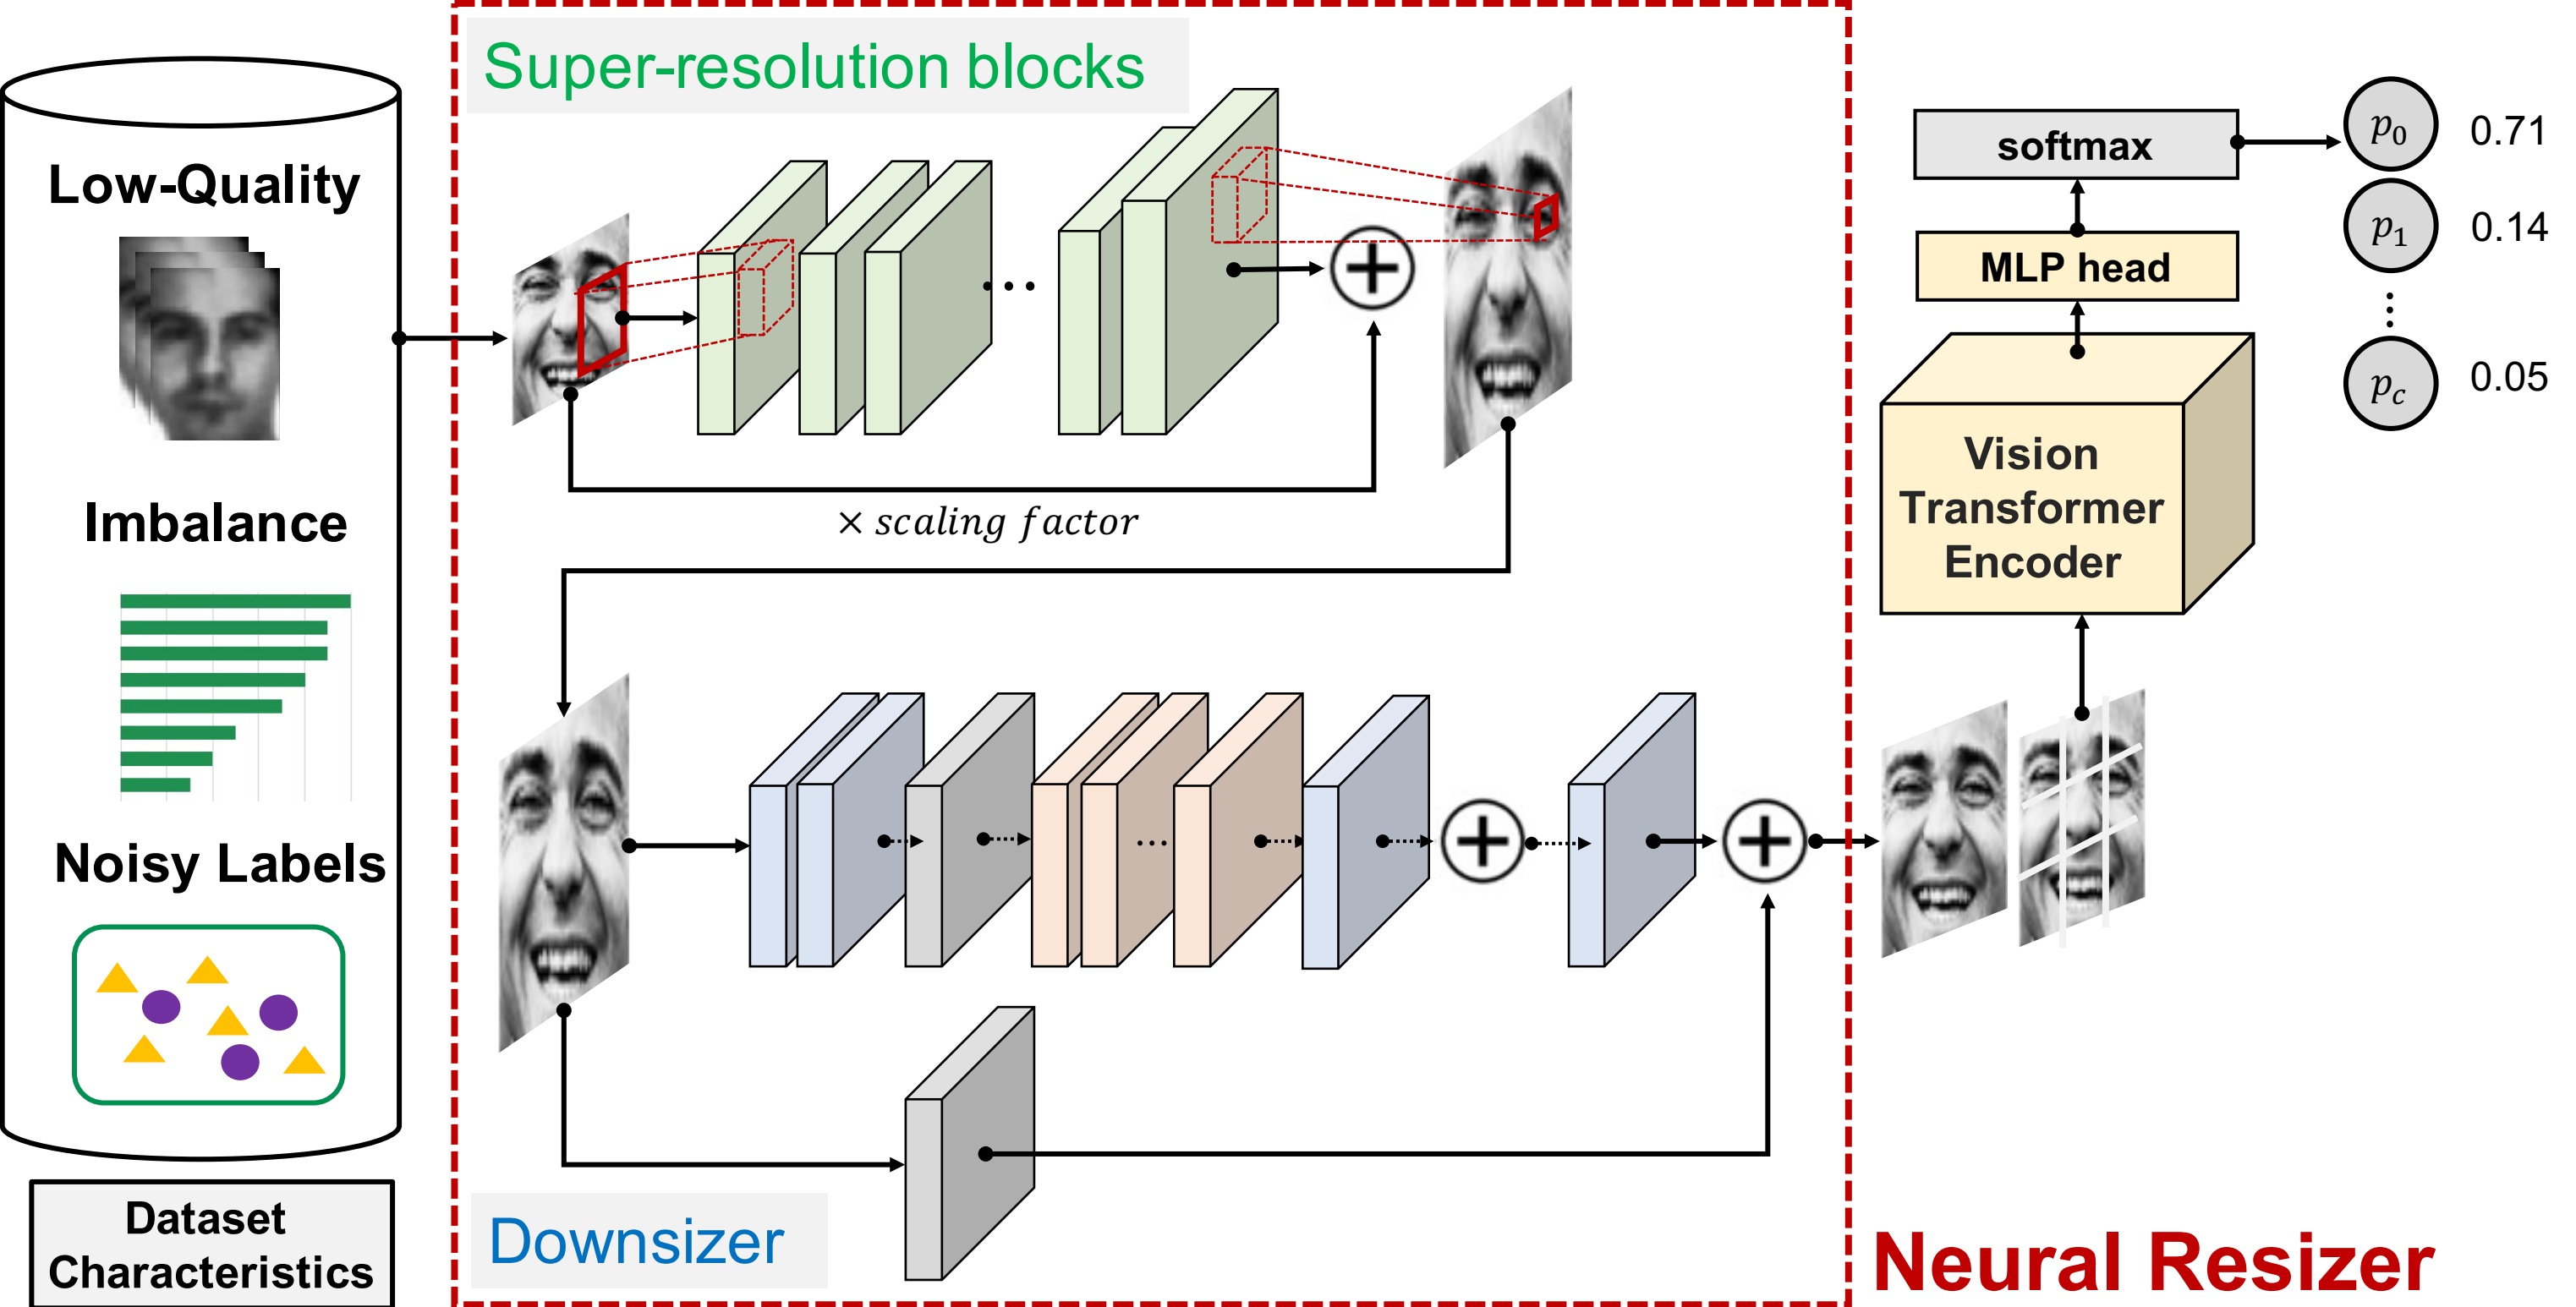 Low-Quality
Imbalance
Noisy Labels
Dataset
Characteristics
Super-resolution blocks
...
× scaling factor
...
Downsizer
softmax
MLP head
Vision
Transformer
Encoder
p0 0.71
p1 0.14
⋮
pc 0.05
Neural Resizer